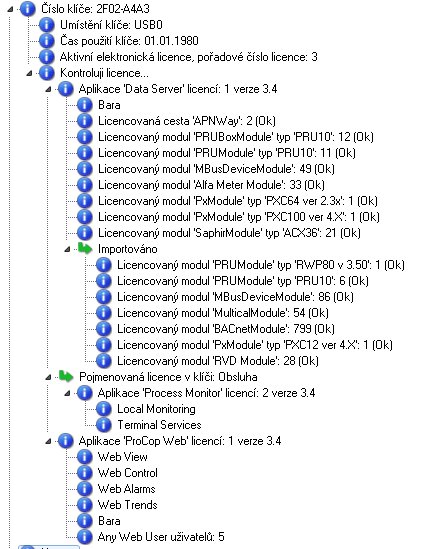 Číslo klíče: 2F02-A4A3
Umístění klíče: USB0
Čas použití klíče: 01.01.1980
Aktivní elektronická licence, pořadové číslo licence: 3
Kontroluji licence...
Aplikace 'Data Server' licencí: 1 verze 3.4
Bara
Licencovaná cesta 'APNWay': 2 (Ok)
Licencovaný modul 'PRUBoxModule' typ 'PRU10': 12 (Ok)
Licencovaný modul 'PRUModule' typ 'PRU10': 11 (Ok)
Licencovaný modul 'MBusDeviceModule': 49 (Ok)
Licencovaný modul 'Alfa Meter Module': 33 (Ok)
Licencovaný modul 'PxModule' typ 'PXC64 ver 2.3x': 1 (Ok)
Licencovaný modul 'PxModule' typ 'PXC100 ver 4.X': 1 (Ok)
Licencovaný modul 'SaphirModule' typ 'ACX36': 21 (Ok)
Importováno
Licencovaný modul 'PRUModule' typ 'RWP80 v 3.50': 1 (Ok)
Licencovaný modul 'PRUModule' typ 'PRU10': 6 (Ok)
Licencovaný modul 'MBusDeviceModule': 86 (Ok)
Licencovaný modul 'MulticalModule': 54 (Ok)
Licencovaný modul 'BACnetModule': 799 (Ok)
Licencovaný modul 'PxModule' typ 'PXC12 ver 4.X': 1 (Ok)
Licencovaný modul 'RVD Module': 28 (Ok)
Pojmenovaná licence v klíči: Obsluha
Aplikace 'Process Monitor' licencí: 2 verze 3.4
Local Monitoring
Terminal Services
Aplikace 'ProCop Web' licencí: 1 verze 3.4
Web View
Web Control
Web Alarms
Web Trends
Bara
Any Web User uživatelů: 5